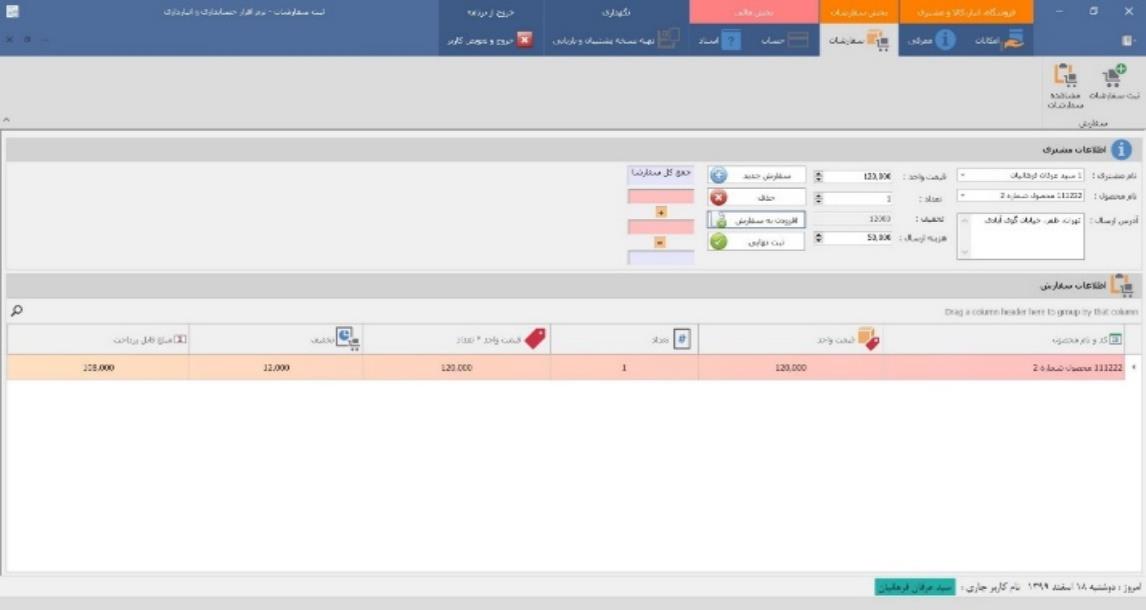 ثبت سفارشات - نرم افزار حسابداری و انبارداری
خروج از برنامه
نگهداری
بخش مالی
بخش سفارشات
فروشگاه، انبار، کالا و مشتری
امکانات
معرفی
سفارشات
حساب
اسناد
تهیه نسخه پشتیبان و بازیابی
خروج و تعویض کاربر
ثبت سفارشات
مشاهده سفارشات
سفارش
اطلاعات مشتری
نام مشتری : 1 سید عرفان فرهانیان
قیمت واحد : 120,000
سفارش جدید
جمع کل سفارشا
نام محصول : 111222 محصول شماره 2
تعداد : 1
حذف
آدرس ارسال : تهران، ظفر، خیابان گوی آبادی
تخفیف : 12000
افزودن به سفارش
+
هزینه ارسال : 50,000
ثبت نهایی
=
اطلاعات سفارش
Drag a column header here to group by that column
کد و نام محصول
قیمت واحد
تعداد
قیمت واحد * تعداد
تخفیف
مبلغ قابل پرداخت
111222 محصول شماره 2
120,000
1
120,000
12,000
108,000
امروز : دوشنبه ۱۸ اسفند ۱۳۹۹ نام کاربر جاری : سید عرفان فرهانیان